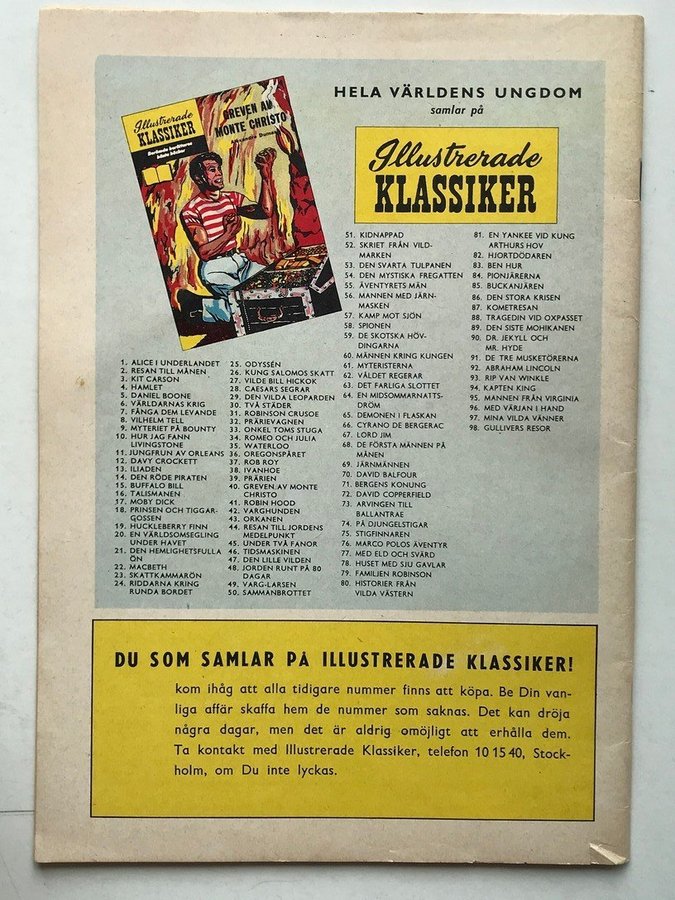 Illustrerade
KLASSIKER
Berömda författares
bästa böcker
GREVEN AV
MONTE CHRISTO
Alexandre Dumas
HELA VÄRLDENS UNGDOM
samlar på
Illustrerade
KLASSIKER
1. ALICE I UNDERLANDET
2. RESAN TILL MÅNEN
3. KIT CARSON
4. HAMLET
5. DANIEL BOONE
6. VÄRLDARNAS KRIG
7. FÅNGA DEM LEVANDE
8. VILHELM TELL
9. MYTERIET PÅ BOUNTY
10. HUR JAG FANN
LIVINGSTONE
11. JUNGFRUN AV ORLEANS
12. DAVY CROCKETT
13. ILIADEN
14. DEN RÖDE PIRATEN
15. BUFFALO BILL
16. TALISMANEN
17. MOBY DICK
18. PRINSEN OCH TIGGAR-
GOSSEN
19. HUCKLEBERRY FINN
20. EN VÄRLDSOMSEGLING
UNDER HAVET
21. DEN HEMLIGHETSFULLA
ÖN
22. MACBETH
23. SKATTKAMMARÖN
24. RIDDARNA KRING
RUNDA BORDET
25. ODYSSÉN
26. KUNG SALOMOS SKATT
27. VILDE BILL HICKOK
28. CAESARS SEGRAR
29. DEN VILDA LEOPARDEN
30. TVÅ STÄDER
31. ROBINSON CRUSOE
32. PRÄRIEVAGNEN
33. ONKEL TOMS STUGA
34. ROMEO OCH JULIA
35. WATERLOO
36. OREGONSPÅRET
37. ROB ROY
38. IVANHOE
39. PRÄRIEN
40. GREVEN AV MONTE
CHRISTO
41. ROBIN HOOD
42. VARGHUNDEN
43. ORKANEN
44. RESAN TILL JORDENS
MEDELPUNKT
45. UNDER TVÅ FANOR
46. TIDSMASKINEN
47. DEN LILLE VILDEN
48. JORDEN RUNT PÅ 80
DAGAR
49. VARG-LARSEN
50. SAMMANBROTTET
51. KIDNAPPAD
52. SKRIET FRÅN VILD-
MARKEN
53. DEN SVARTA TULPANEN
54. DEN MYSTISKA FREGATTEN
55. ÄVENTYRETS MÄN
56. MANNEN MED JÄRN-
MASKEN
57. KAMP MOT SJÖN
58. SPIONEN
59. DE SKOTSKA HÖV-
DINGARNA
60. MÄNNEN KRING KUNGEN
61. MYTERISTERNA
62. VÅLDET REGERAR
63. DET FARLIGA SLOTTET
64. EN MIDSOMMARNATTS-
DRÖM
65. DEMONEN I FLASKAN
66. CYRANO DE BERGERAC
67. LORD JIM
68. DE FÖRSTA MÄNNEN PÅ
MÅNEN
69. JÄRNMÄNNEN
70. DAVID BALFOUR
71. BERGENS KONUNG
72. DAVID COPPERFIELD
73. ARVINGEN TILL
BALLANTRAE
74. PÅ DJUNGELSTIGAR
75. STIGFINNAREN
76. MARCO POLOS ÄVENTYR
77. MED ELD OCH SVÄRD
78. HUSET MED SJU GAVLAR
79. FAMILJEN ROBINSON
80. HISTORIER FRÅN
VILDA VÄSTERN
81. EN YANKEE VID KUNG
ARTHURS HOV
82. HJORTDÖDAREN
83. BEN HUR
84. PIONJÄRERNA
85. BUCKANJÄREN
86. DEN STORA KRISEN
87. KOMETRESAN
88. TRAGEDIN VID OXPASSET
89. DEN SISTE MOHIKANEN
90. DR. JEKYLL OCH
MR. HYDE
91. DE TRE MUSKETÖRERNA
92. ABRAHAM LINCOLN
93. RIP VAN WINKLE
94. KAPTEN KING
95. MANNEN FRÅN VIRGINIA
96. MED VÄRJAN I HAND
97. MINA VILDA VÄNNER
98. GULLIVERS RESOR
DU SOM SAMLAR PÅ ILLUSTRERADE KLASSIKER!
kom ihåg att alla tidigare nummer finns att köpa. Be Din van-
liga affär skaffa hem de nummer som saknas. Det kan dröja
några dagar, men det är aldrig omöjligt att erhålla dem.
Ta kontakt med Illustrerade Klassiker, telefon 10 15 40, Stock-
holm, om Du inte lyckas.